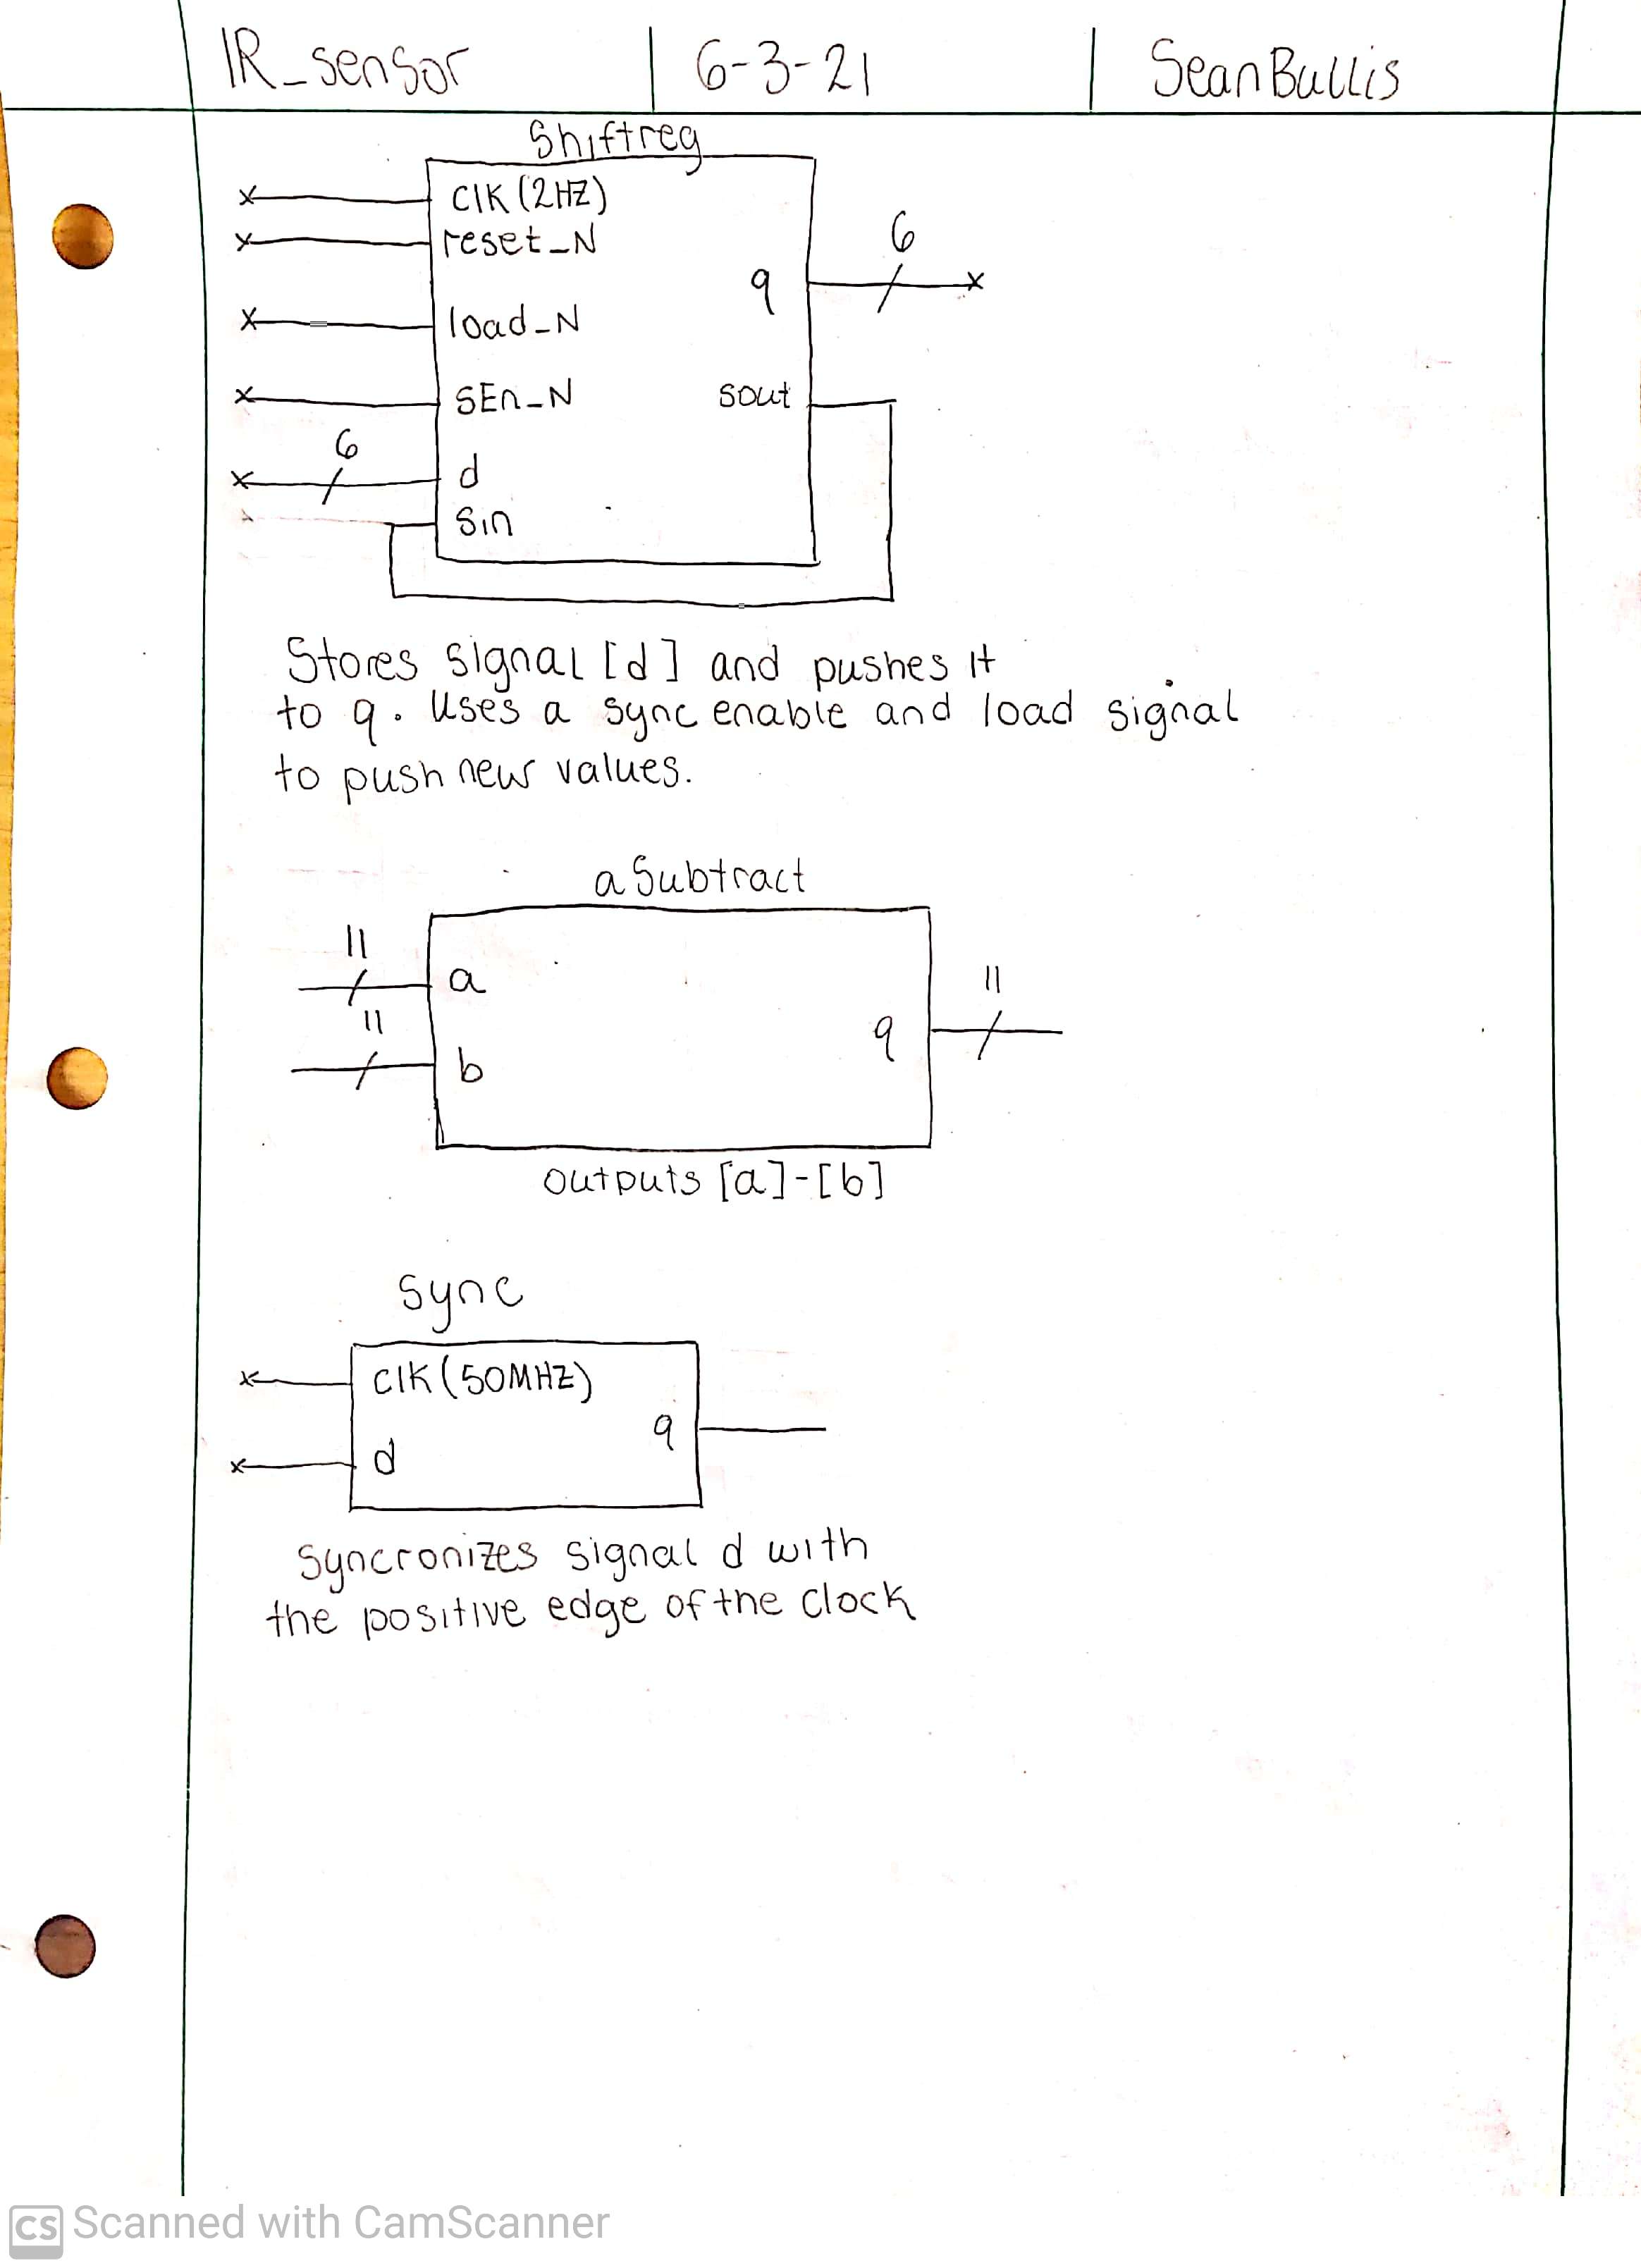 IR_sensor | 6-3-21 | Sean Bullis
Shiftreg
Clk (2HZ)
reset_N
6
q
load_N
SEn_N
sout
6
d
Sin
Stores signal [d] and pushes it
to q. Uses a sync enable and load signal
to push new values.
aSubtract
11
a
11
11
q
b
outputs [a]-[b]
Sync
Clk (50MHZ)
q
d
Syncronizes signal d with
the positive edge of the clock
CS Scanned with CamScanner